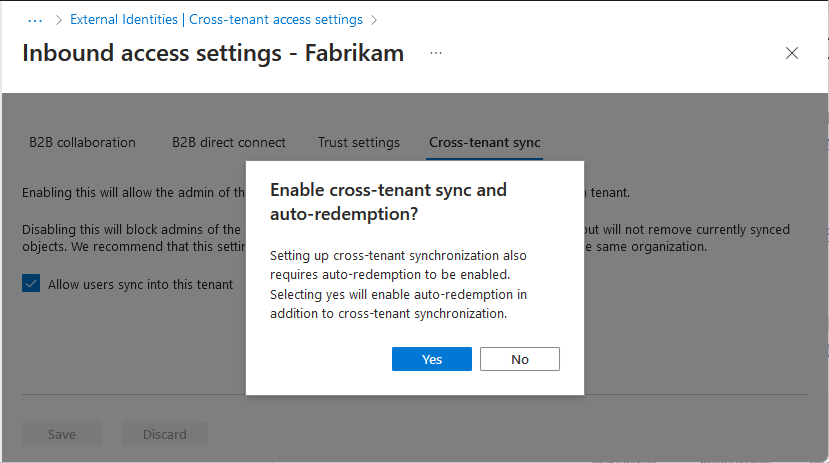 ... > External Identities | Cross-tenant access settings >
Inbound access settings - Fabrikam ...
B2B collaboration B2B direct connect Trust settings Cross-tenant sync
Enabling this will allow the admin of th tenant.
Disabling this will block admins of the but will not remove currently synced
objects. We recommend that this settin e same organization.
Allow users sync into this tenant
Enable cross-tenant sync and
auto-redemption?
Setting up cross-tenant synchronization also
requires auto-redemption to be enabled.
Selecting yes will enable auto-redemption in
addition to cross-tenant synchronization.
Yes No
Save Discard